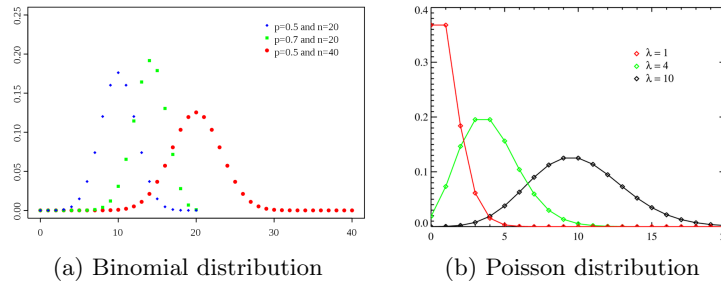 p=0.5 and n=20
p=0.7 and n=20
p=0.5 and n=40
0.25
0.20
0.15
0.10
0.05
0.00
0 10 20 30 40
(a) Binomial distribution
0.4
0.3
0.2
0.1
0.0
λ = 1
λ = 4
λ = 10
0 5 10 15
(b) Poisson distribution